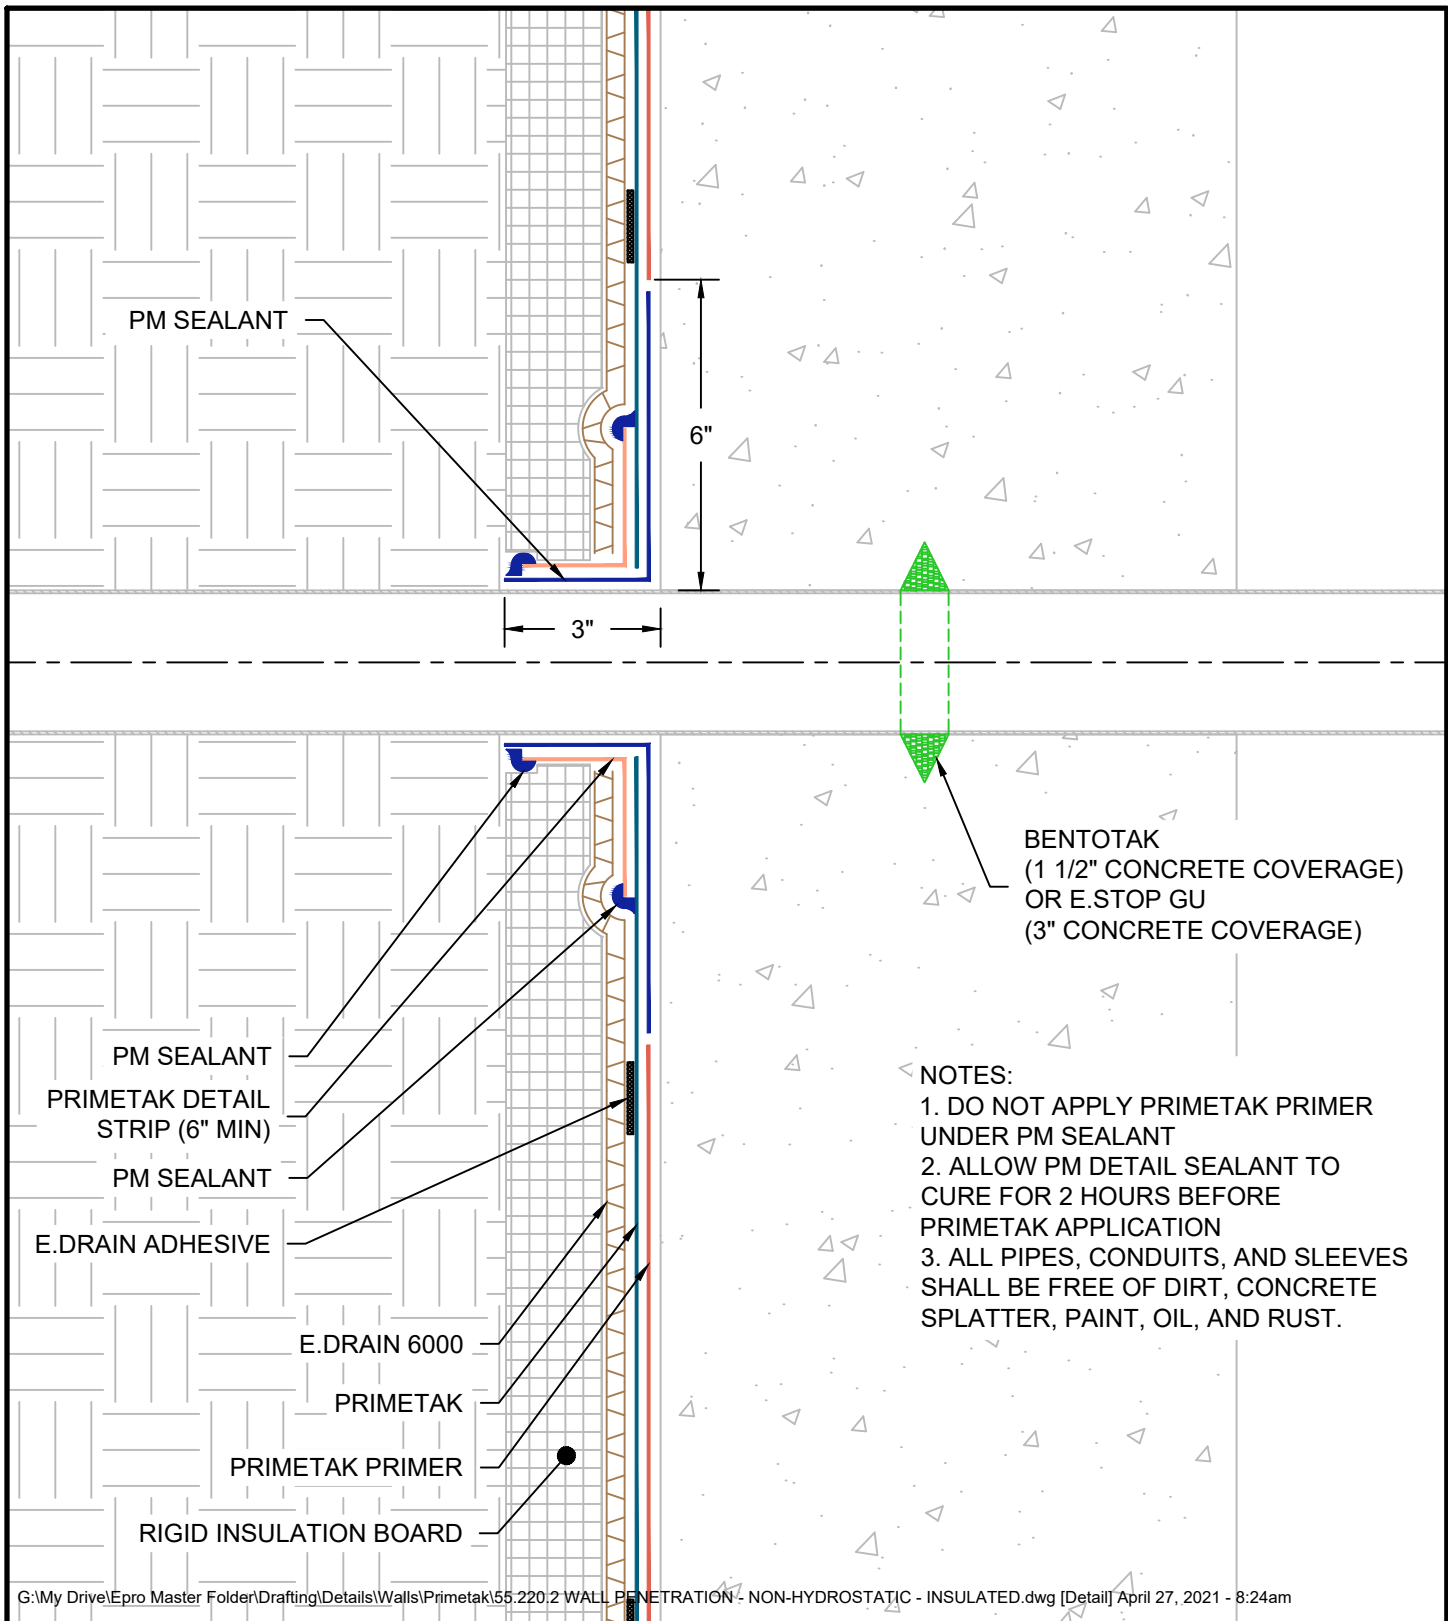 PM SEALANT
6"
3"
BENTOTAK
(1 1/2" CONCRETE COVERAGE)
OR E.STOP GU
(3" CONCRETE COVERAGE)
PM SEALANT
PRIMETAK DETAIL
STRIP (6" MIN)
PM SEALANT
E.DRAIN ADHESIVE
E.DRAIN 6000
PRIMETAK
PRIMETAK PRIMER
RIGID INSULATION BOARD
NOTES:
1. DO NOT APPLY PRIMETAK PRIMER
UNDER PM SEALANT
2. ALLOW PM DETAIL SEALANT TO
CURE FOR 2 HOURS BEFORE
PRIMETAK APPLICATION
3. ALL PIPES, CONDUITS, AND SLEEVES
SHALL BE FREE OF DIRT, CONCRETE
SPLATTER, PAINT, OIL, AND RUST.
G:\My Drive\Epro Master Folder\Drafting\Details\Walls\Primetak\55.220.2 WALL PENETRATION - NON-HYDROSTATIC - INSULATED.dwg [Detail] April 27, 2021 - 8:24am